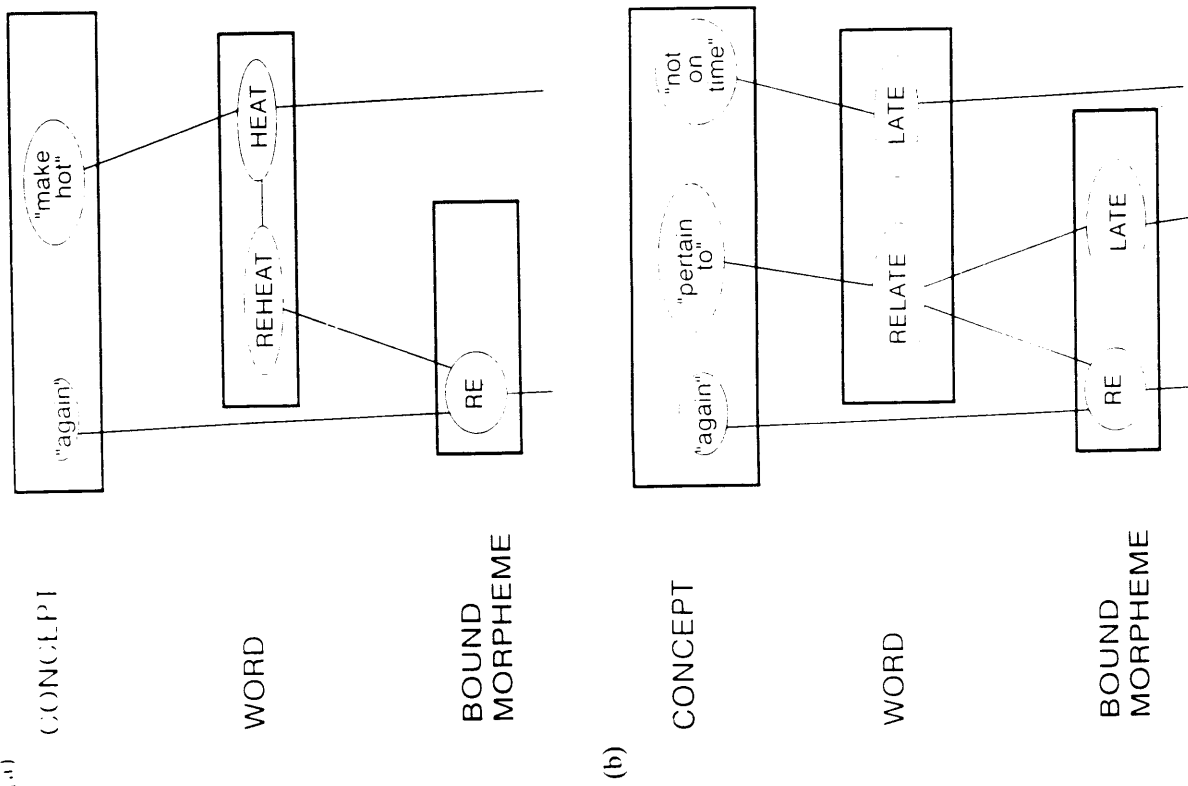 (a)
CONCEPT
"again"
"make
hot"
WORD
REHEAT
HEAT
BOUND
MORPHEME
RE
(b)
CONCEPT
"again"
"pertain
to"
"not
on
time"
WORD
RELATE
LATE
BOUND
MORPHEME
RE
LATE